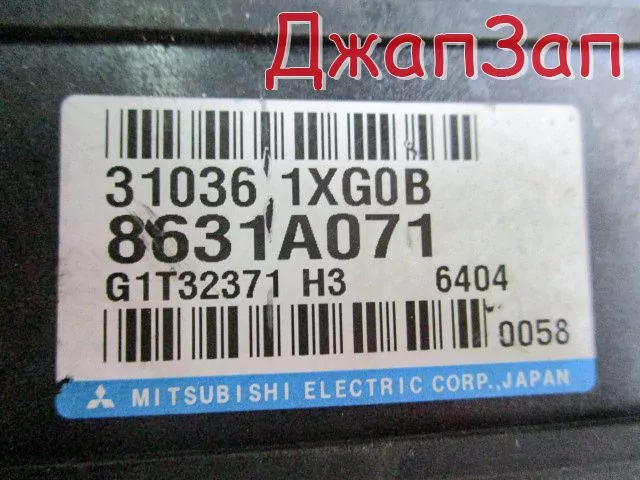 ДжапЗап
31036 1XG0B
8631A071
G1T32371 H3 6404
0058
MITSUBISHI ELECTRIC CORP.,JAPAN